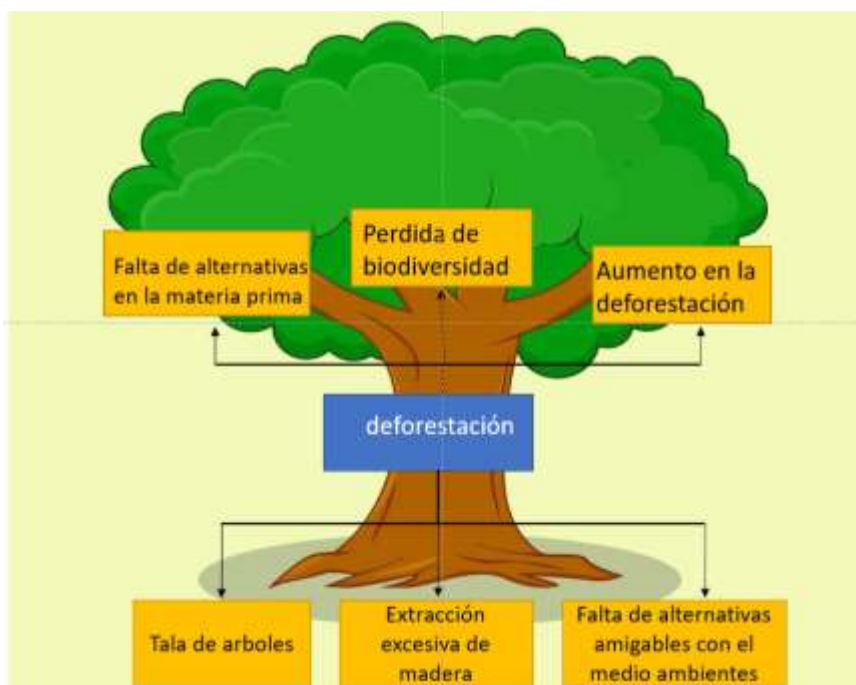 Falta de alternativas
en la materia prima
Perdida de
biodiversidad
Aumento en la
deforestación
deforestación
Tala de arboles
Extracción
excesiva de
madera
Falta de alternativas
amigables con el
medio ambientes